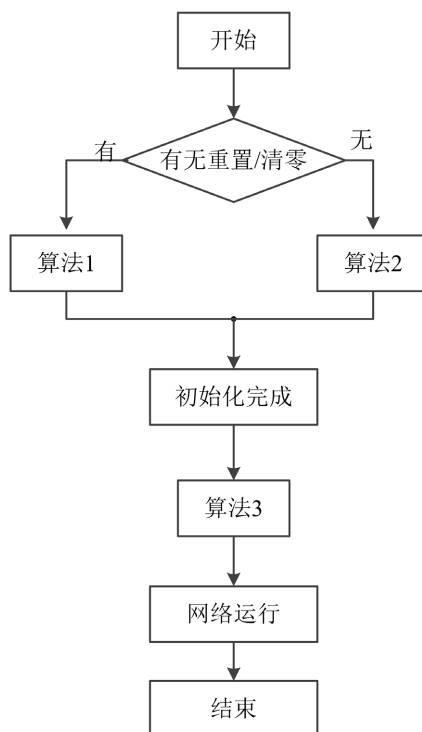 开始
有
无
有无重置/清零
算法1
算法2
初始化完成
算法3
网络运行
结束